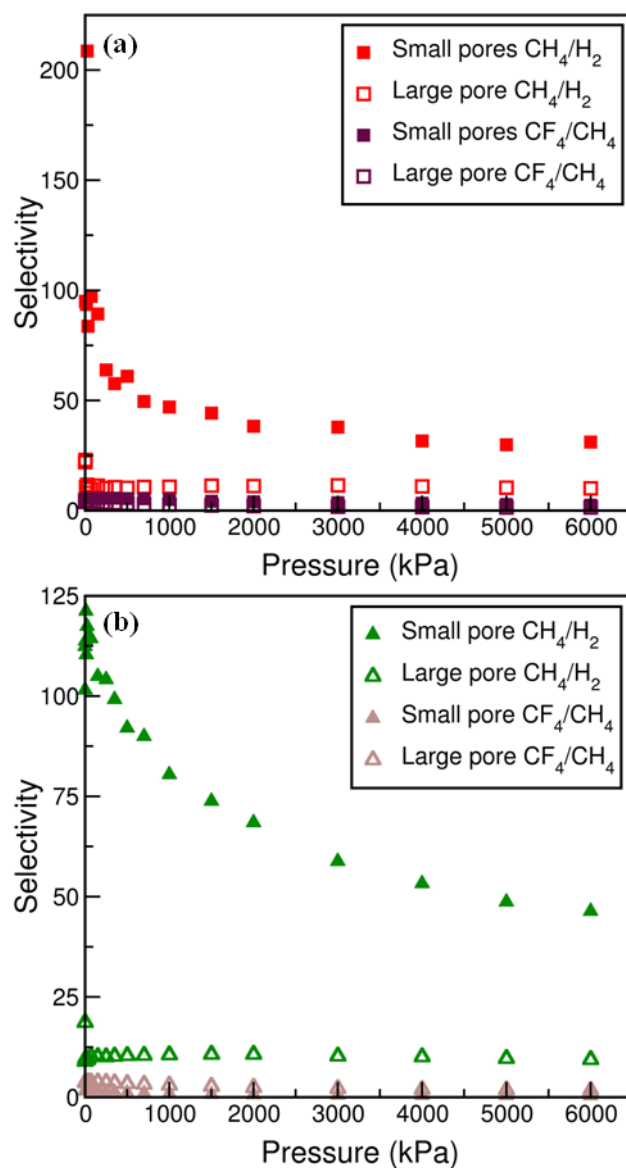 (a)
Small pores CH₄/H₂
Large pore CH₄/H₂
Small pores CF₄/CH₄
Large pore CF₄/CH₄
200
150
100
50
0
Selectivity
0 1000 2000 3000 4000 5000 6000
Pressure (kPa)
(b)
Small pore CH₄/H₂
Large pore CH₄/H₂
Small pore CF₄/CH₄
Large pore CF₄/CH₄
125
100
75
50
25
0
Selectivity
0 1000 2000 3000 4000 5000 6000
Pressure (kPa)